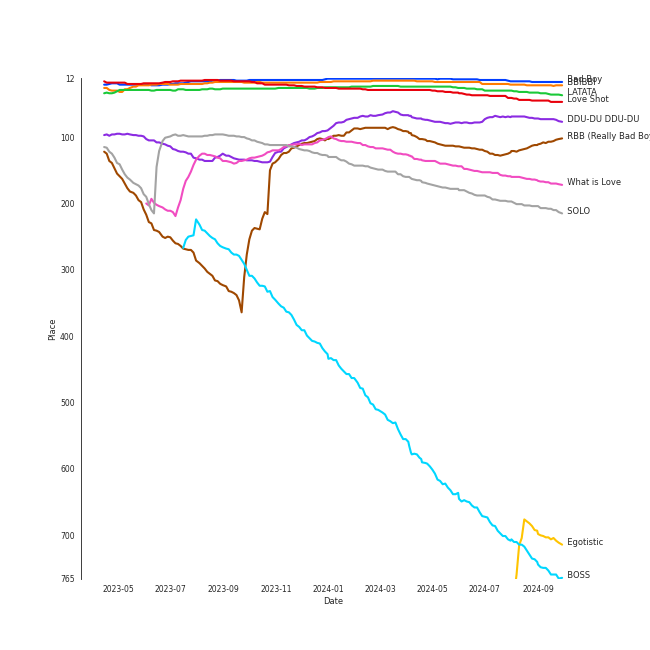 12
100
200
300
400
500
600
700
765
Place
2023-05
2023-07
2023-09
2023-11
2024-01
2024-03
2024-05
2024-07
2024-09
Date
Bad Boy
BBIBBI
LATATA
Love Shot
DDU-DU DDU-DU
RBB (Really Bad Boy
What is Love
SOLO
Egotistic
BOSS